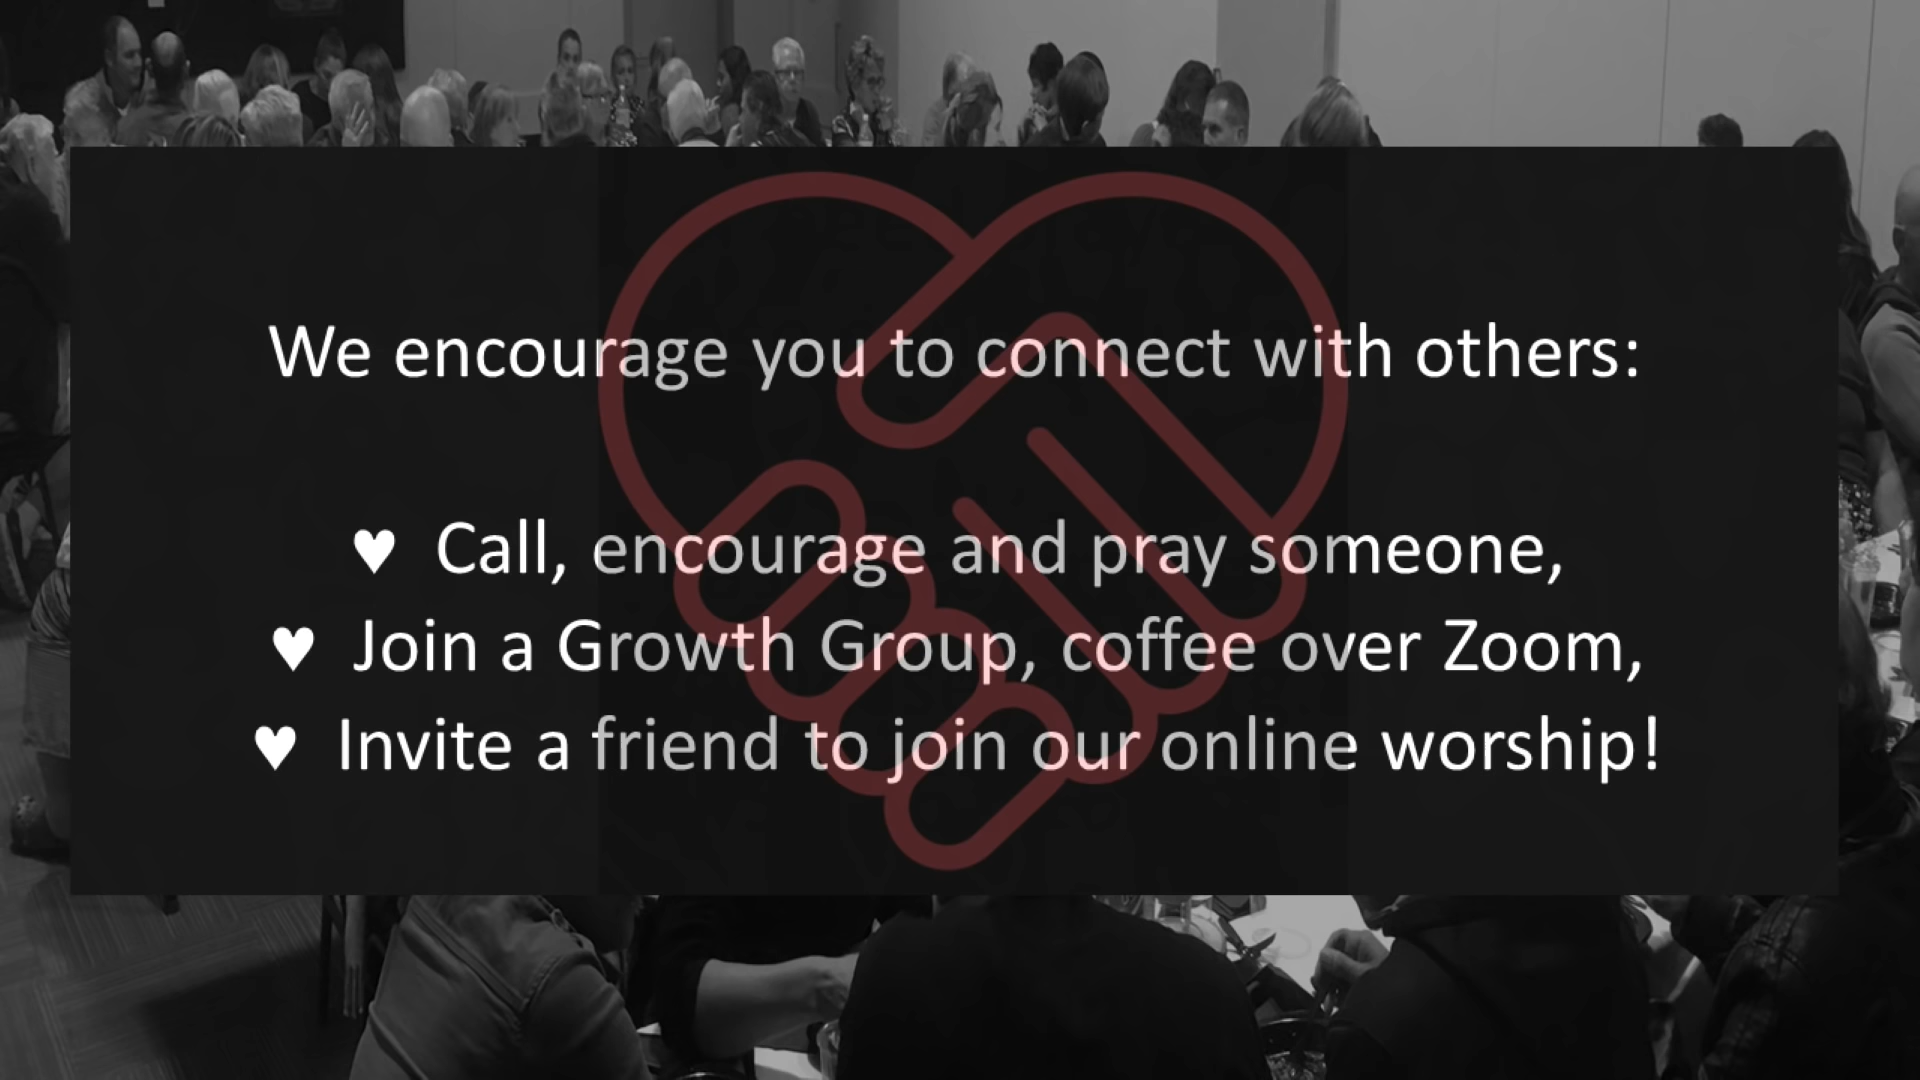 We encourage you to connect with others:
♥ Call, encourage and pray someone,
♥ Join a Growth Group, coffee over Zoom,
♥ Invite a friend to join our online worship!